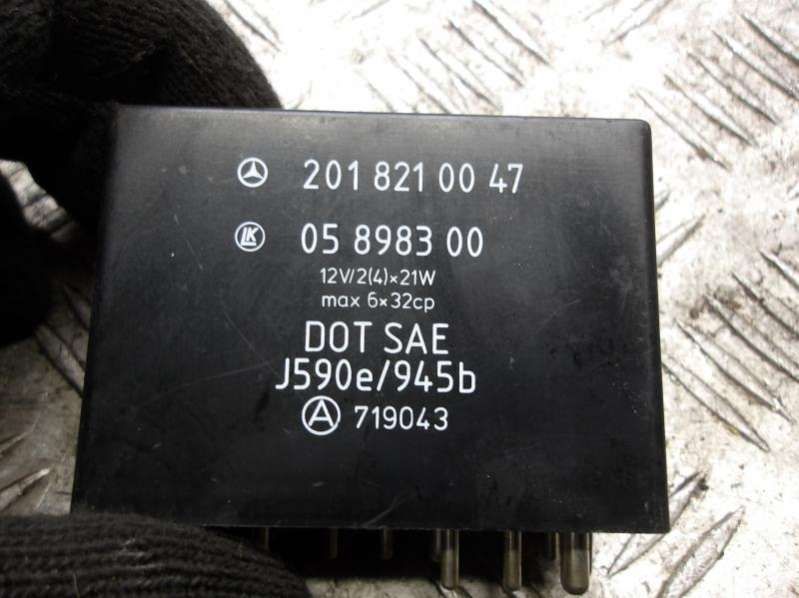 201 821 00 47
LK 05 8983 00
12V/2(4)×21W
max 6×32cp
DOT SAE
J590e/945b
A 719043